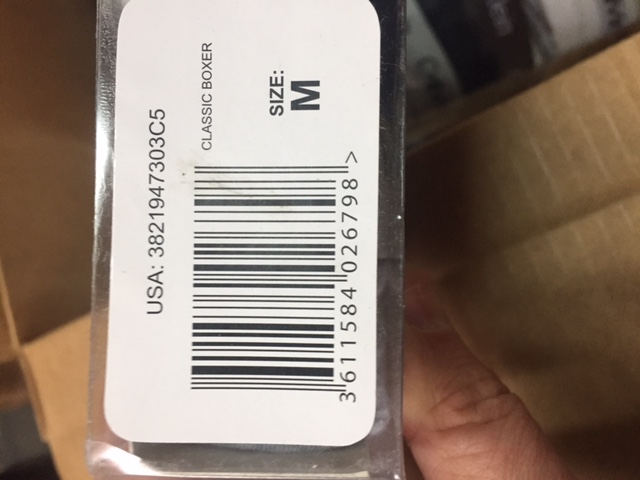 USA: 3821947303C5
CLASSIC BOXER
SIZE:
M
3 611584 026798 >